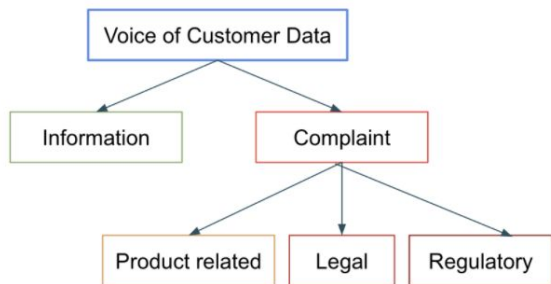 Voice of Customer Data
Information
Complaint
Product related
Legal
Regulatory